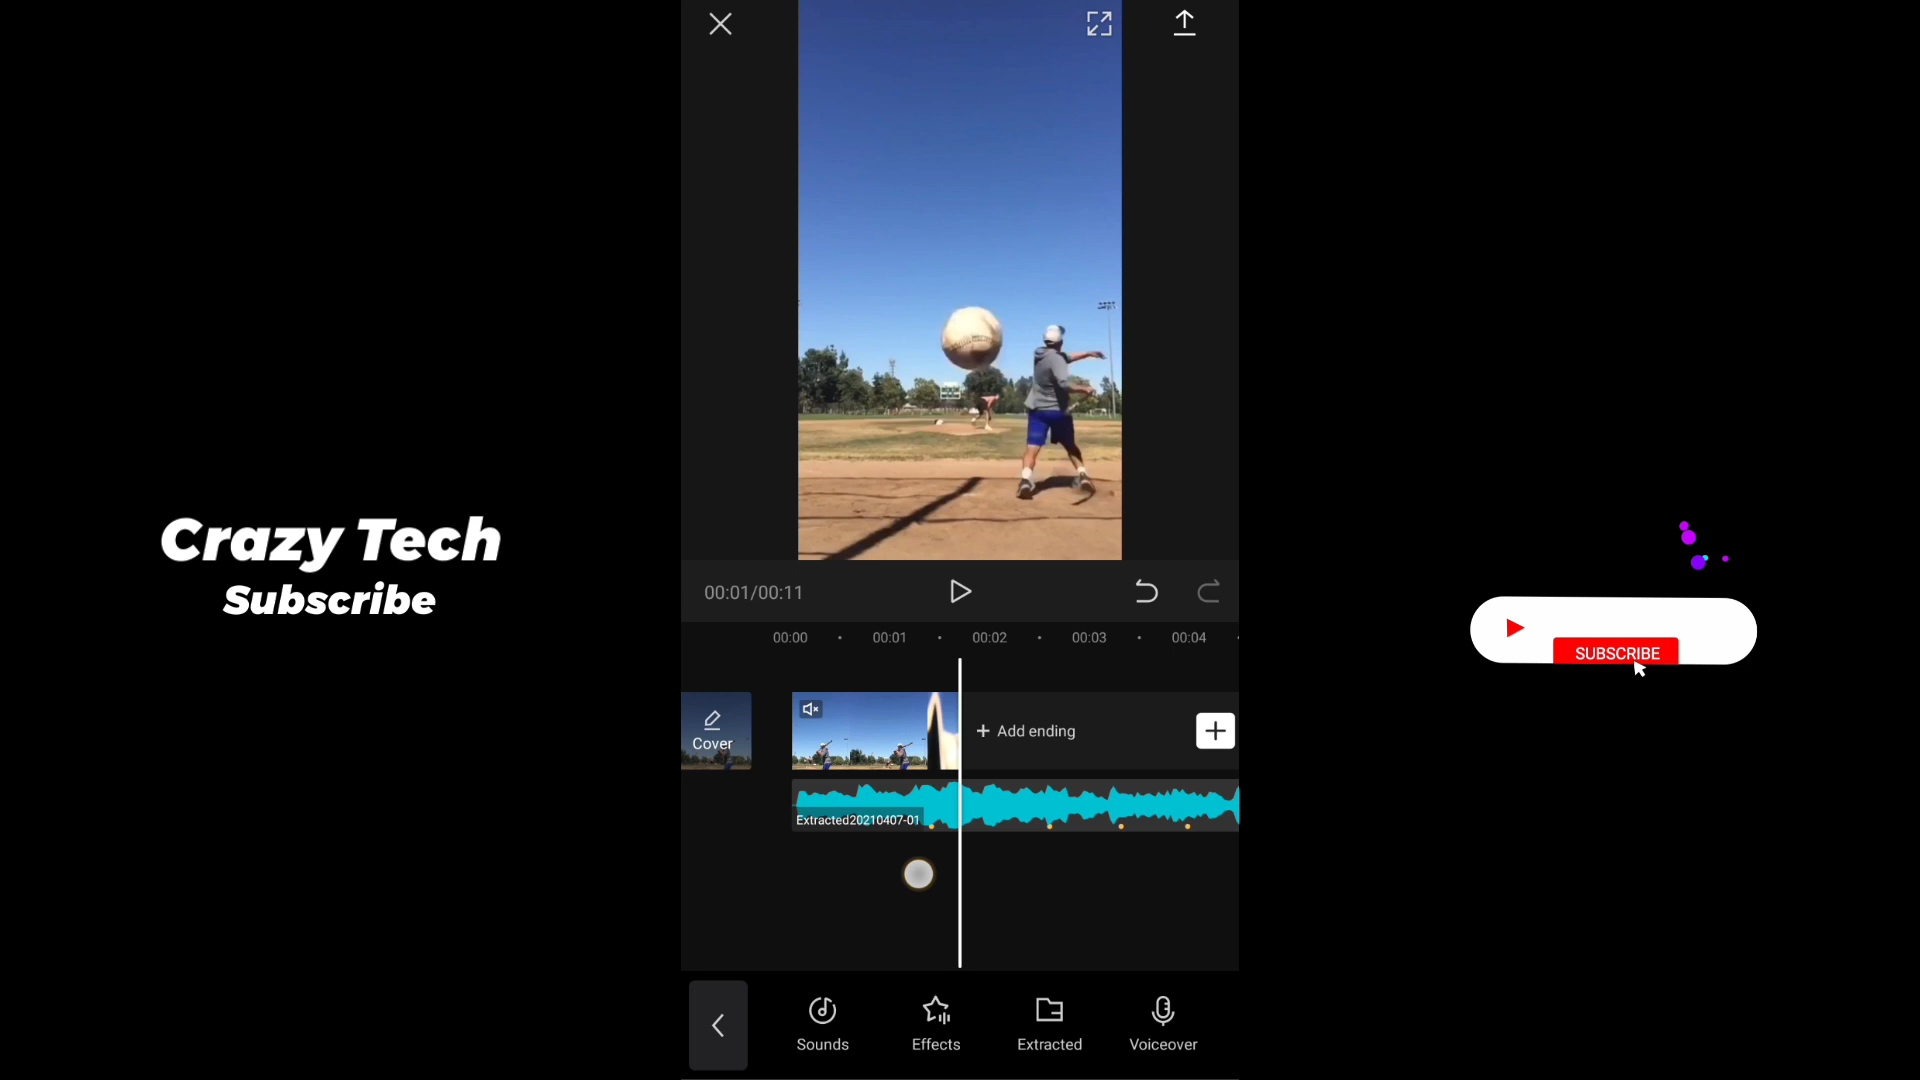 Crazy Tech
Subscribe
00:01/00:11
00:00
00:01
00:02
00:03
00:04
Cover
+ Add ending
Extracted20210407-01
SUBSCRIBE
Sounds
Effects
Extracted
Voiceover